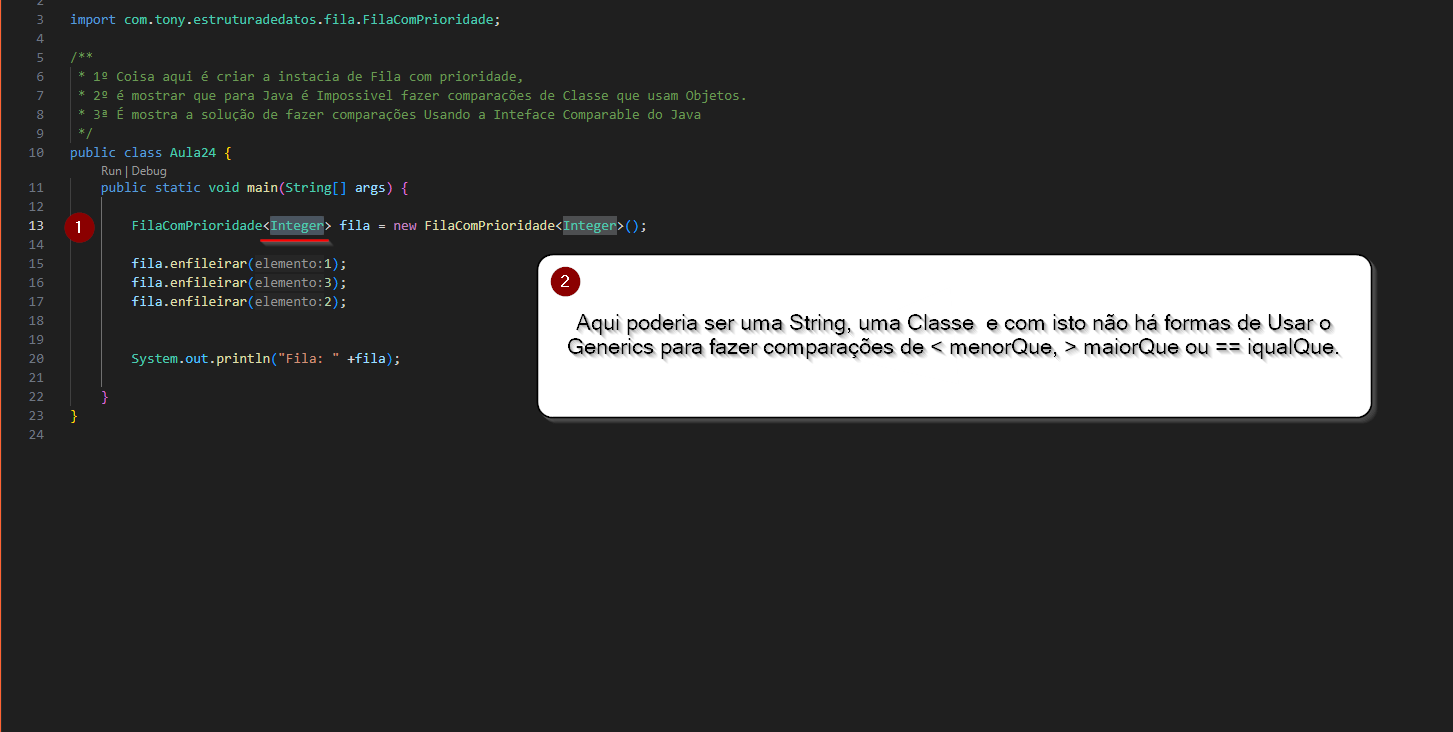 2
3 import com.tony.estruturadedatos.fila.FilaComPrioridade;
4
5 /**
6 * 1º Coisa aqui é criar a instacia de Fila com prioridade,
7 * 2º é mostrar que para Java é Impossivel fazer comparações de Classe que usam Objetos.
8 * 3ª É mostra a solução de fazer comparações Usando a Inteface Comparable do Java
9 */
10 public class Aula24 {
Run | Debug
11 public static void main(String[] args) {
12
1
13 FilaComPrioridade<Integer> fila = new FilaComPrioridade<Integer>();
14
15 fila.enfileirar(elemento:1);
16 fila.enfileirar(elemento:3);
17 fila.enfileirar(elemento:2);
18
19
20 System.out.println("Fila: " +fila);
21
22 }
23 }
24
2
Aqui poderia ser uma String, uma Classe e com isto não há formas de Usar o
Generics para fazer comparações de < menorQue, > maiorQue ou == iqualQue.